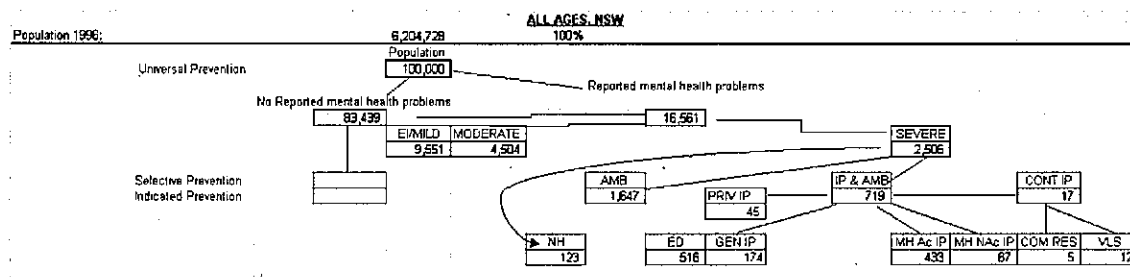 ALL AGES, NSW
Population 1996: 6,204,728 100%
Population
Universal Prevention 100,000
Reported mental health problems
No Reported mental health problems
83,439 16,561
EI/MILD MODERATE SEVERE
9,551 4,504 2,506
Selective Prevention AMB IP & AMB CONT IP
Indicated Prevention 1,647 PRIV IP 719 17
45
NH ED GEN IP MH Ac IP MH NAc IP COM RES VLS
123 516 174 433 67 5 12